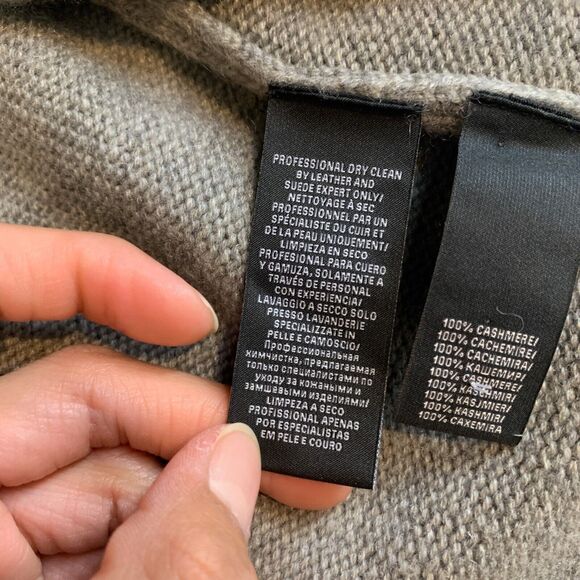 PROFESSIONAL DRY CLEAN
BY LEATHER AND
SUEDE EXPERT ONLY/
NETTOYAGE À SEC
PROFESSIONNEL PAR UN
SPÉCIALISTE DU CUIR ET
DE LA PEAU UNIQUEMENT/
LIMPIEZA EN SECO
PROFESIONAL PARA CUERO
Y GAMUZA, SOLAMENTE A
TRAVÉS DE PERSONAL
CON EXPERIENCIA/
LAVAGGIO A SECCO SOLO
PRESSO LAVANDERIE
SPECIALIZZATE IN
PELLE E CAMOSCIO/
Профессиональная
химчистка, предлагаемая
только специалистами по
уходу за кожаными и
замшевыми изделиями/
LIMPEZA A SECO
PROFISSIONAL APENAS
POR ESPECIALISTAS
EM PELE E COURO
100% CASHMERE/
100% CACHEMIRE/
100% КАШЕМИР/
100% CACHEMIRE/
100% KASCHMIR/
100% KASJMIER/
100% KASHMIR/
100% CAXEMIRA